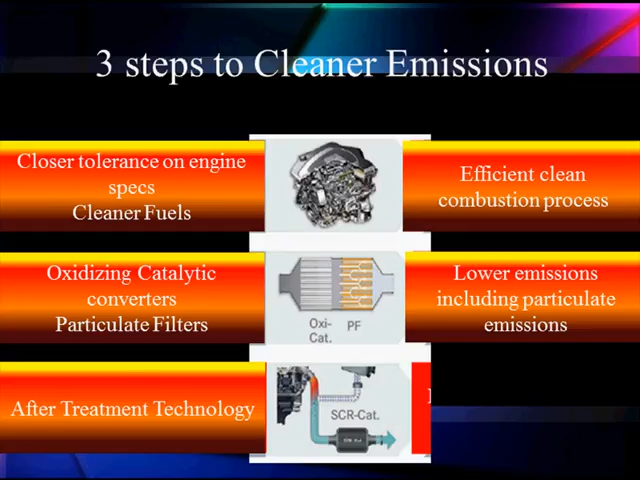 3 steps to Cleaner Emissions
Closer tolerance on engine
specs
Cleaner Fuels
Efficient clean
combustion process
Oxidizing Catalytic
converters
Particulate Filters
Oxi-
Cat.
PF
Lower emissions
including particulate
emissions
After Treatment Technology
SCR-Cat.